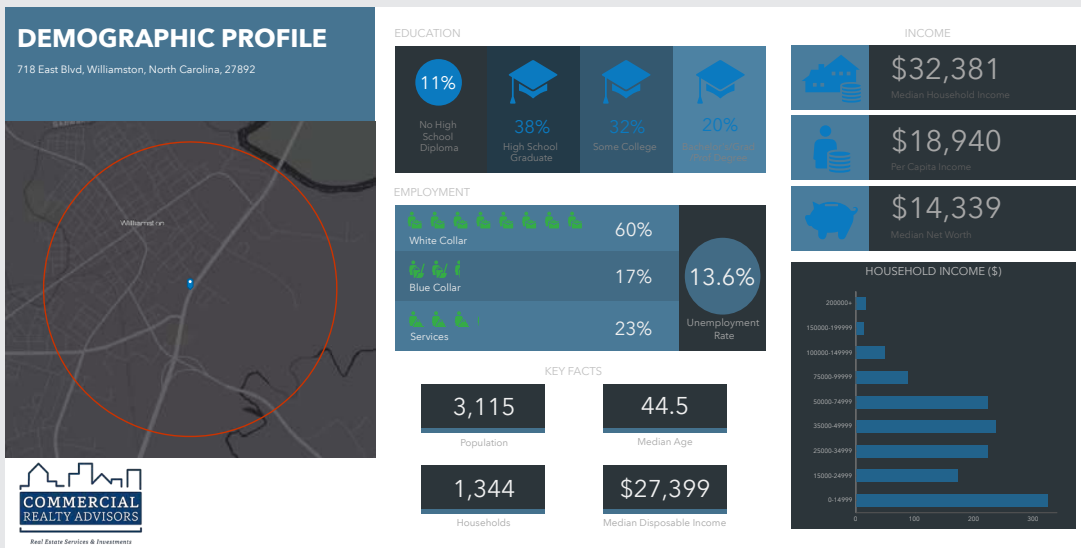 DEMOGRAPHIC PROFILE
718 East Blvd, Williamston, North Carolina, 27892
Williamston
COMMERCIAL
REALTY ADVISORS
Real Estate Services & Investments
EDUCATION
11%
No High
School
Diploma
38%
High School
Graduate
32%
Some College
20%
EMPLOYMENT
White Collar
60%
Blue Collar
17%
Services
23%
13.6%
Unemployment
Rate
KEY FACTS
3,115
Population
44.5
Median Age
1,344
Households
$27,399
Median Disposable Income
INCOME
$32,381
Median Household Income
$18,940
Per Capita Income
$14,339
Median Net Worth
HOUSEHOLD INCOME ($)
200000+
150000-199999
100000-149999
75000-99999
50000-74999
35000-49999
25000-34999
15000-24999
0-14999
0 100 200 300